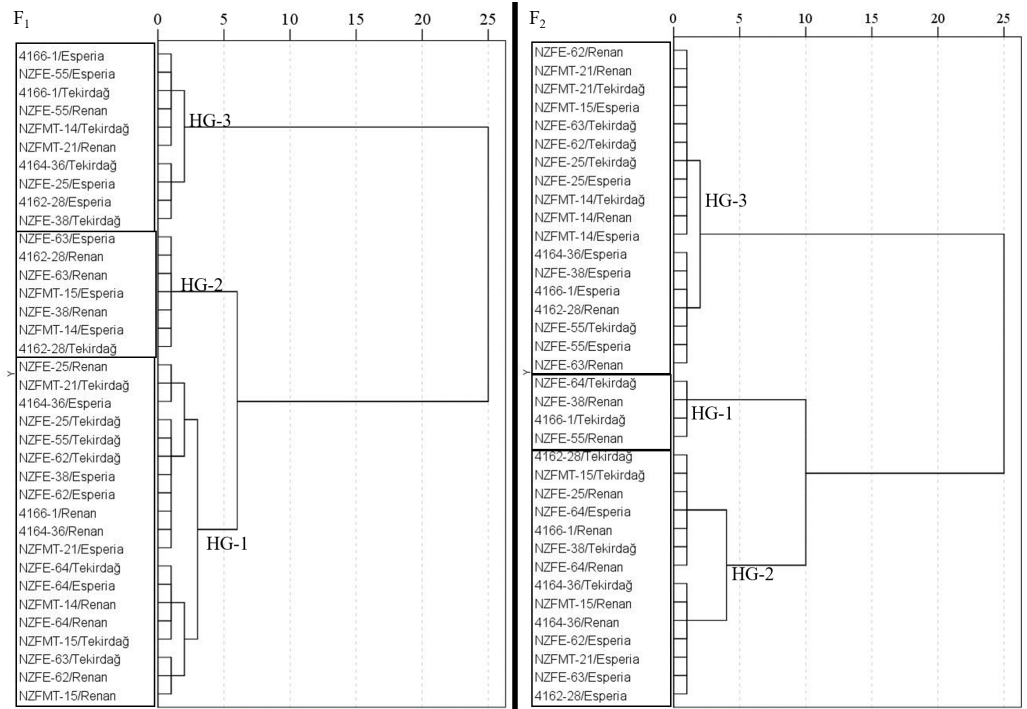 F1
0 5 10 15 20 25
4166-1/Esperia
NZFE-55/Esperia
4166-1/Tekirdağ
NZFE-55/Renan
NZFMT-14/Tekirdağ
NZFMT-21/Renan
4164-36/Tekirdağ
NZFE-25/Esperia
4162-28/Esperia
NZFE-38/Tekirdağ
HG-3
NZFE-63/Esperia
4162-28/Renan
NZFE-63/Renan
NZFMT-15/Esperia
NZFE-38/Renan
NZFMT-14/Esperia
4162-28/Tekirdağ
HG-2
NZFE-25/Renan
NZFMT-21/Tekirdağ
4164-36/Esperia
NZFE-25/Tekirdağ
NZFE-55/Tekirdağ
NZFE-62/Tekirdağ
NZFE-38/Esperia
NZFE-62/Esperia
4166-1/Renan
4164-36/Renan
NZFMT-21/Esperia
NZFE-64/Tekirdağ
NZFE-64/Esperia
NZFMT-14/Renan
NZFE-64/Renan
NZFMT-15/Tekirdağ
NZFE-63/Tekirdağ
NZFE-62/Renan
NZFMT-15/Renan
HG-1
Y
F2
0 5 10 15 20 25
NZFE-62/Renan
NZFMT-21/Renan
NZFMT-21/Tekirdağ
NZFMT-15/Esperia
NZFE-63/Tekirdağ
NZFE-62/Tekirdağ
NZFE-25/Tekirdağ
NZFE-25/Esperia
NZFMT-14/Tekirdağ
NZFMT-14/Renan
NZFMT-14/Esperia
4164-36/Esperia
NZFE-38/Esperia
4166-1/Esperia
4162-28/Renan
NZFE-55/Tekirdağ
NZFE-55/Esperia
NZFE-63/Renan
HG-3
NZFE-64/Tekirdağ
NZFE-38/Renan
4166-1/Tekirdağ
NZFE-55/Renan
HG-1
4162-28/Tekirdağ
NZFMT-15/Tekirdağ
NZFE-25/Renan
NZFE-64/Esperia
4166-1/Renan
NZFE-38/Tekirdağ
NZFE-64/Renan
4164-36/Tekirdağ
NZFMT-15/Renan
4164-36/Renan
NZFE-62/Esperia
NZFMT-21/Esperia
NZFE-63/Esperia
4162-28/Esperia
HG-2
Y